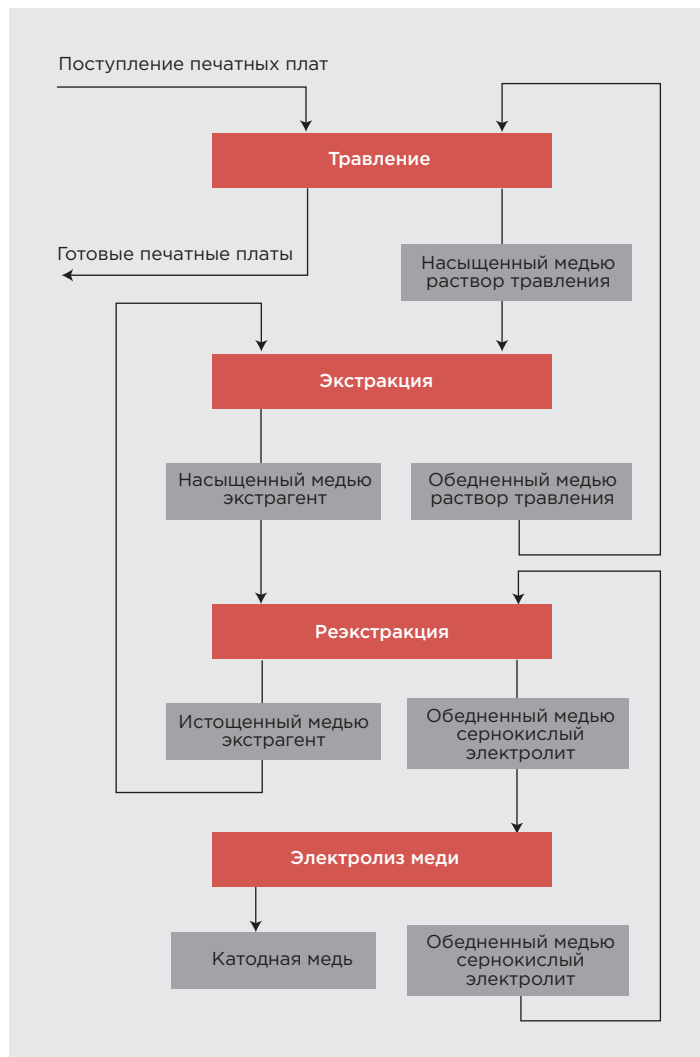 Поступление печатных плат
Травление
Готовые печатные платы
Насыщенный медью
раствор травления
Экстракция
Насыщенный медью
экстрагент
Обедненный медью
раствор травления
Реэкстракция
Истощенный медью
экстрагент
Обедненный медью
сернокислый
электролит
Электролиз меди
Катодная медь
Обедненный медью
сернокислый
электролит